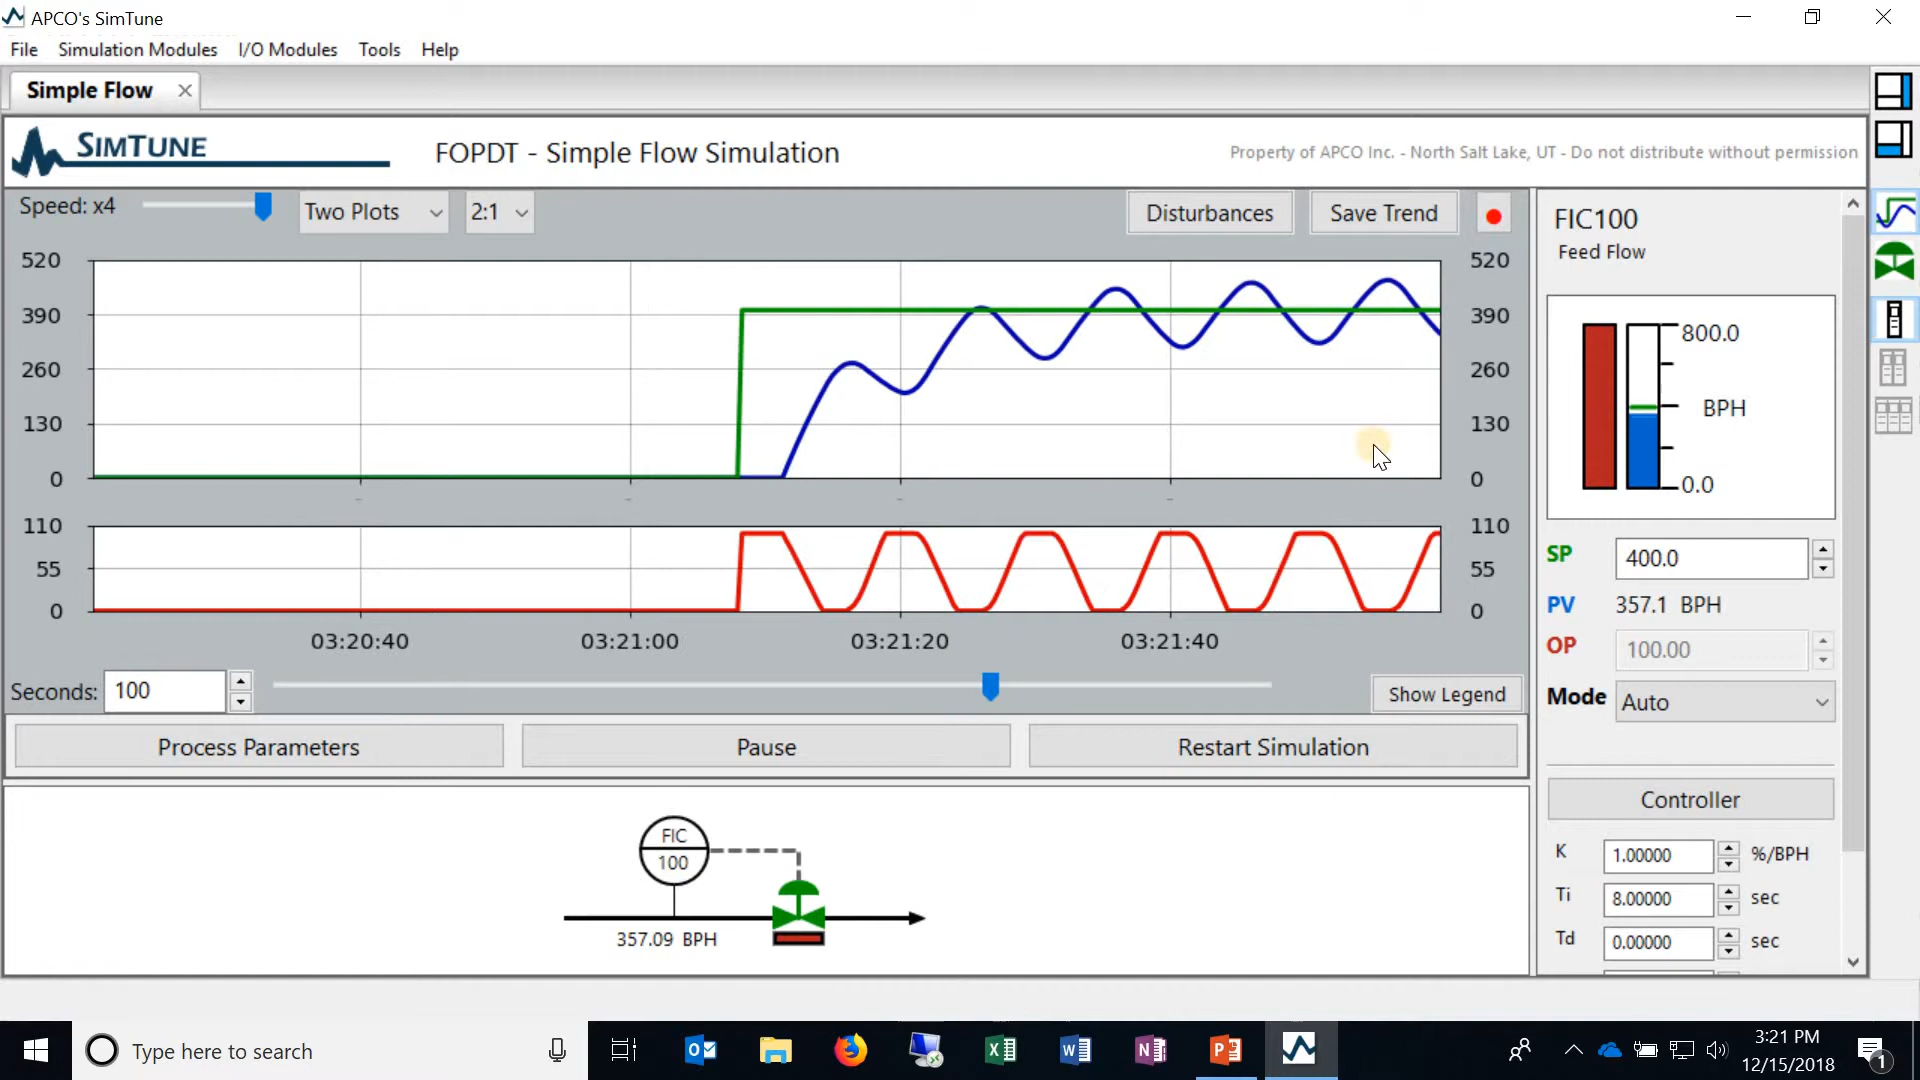 APCO's SimTune
File Simulation Modules I/O Modules Tools Help
Simple Flow
SIMTUNE
FOPDT - Simple Flow Simulation
Property of APCO Inc. - North Salt Lake, UT - Do not distribute without permission
Speed: x4
Two Plots
2:1
Disturbances
Save Trend
520 520
390 390
260 260
130 130
0 0
110 110
55 55
0 0
03:20:40 03:21:00 03:21:20 03:21:40
Seconds: 100
Show Legend
Process Parameters
Pause
Restart Simulation
FIC
100
357.09 BPH
FIC100
Feed Flow
800.0
BPH
0.0
SP 400.0
PV 357.1 BPH
OP 100.00
Mode Auto
Controller
K 1.00000 %/BPH
Ti 8.00000 sec
Td 0.00000 sec
Type here to search
3:21 PM
12/15/2018
1